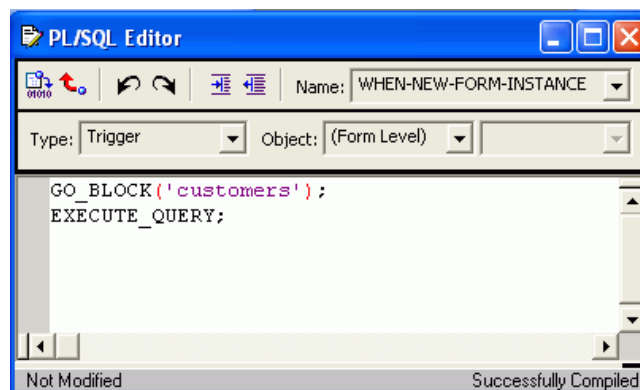 PL/SQL Editor
Name: WHEN-NEW-FORM-INSTANCE
Type: Trigger Object: (Form Level)
GO_BLOCK('customers');
EXECUTE_QUERY;
Not Modified Successfully Compiled